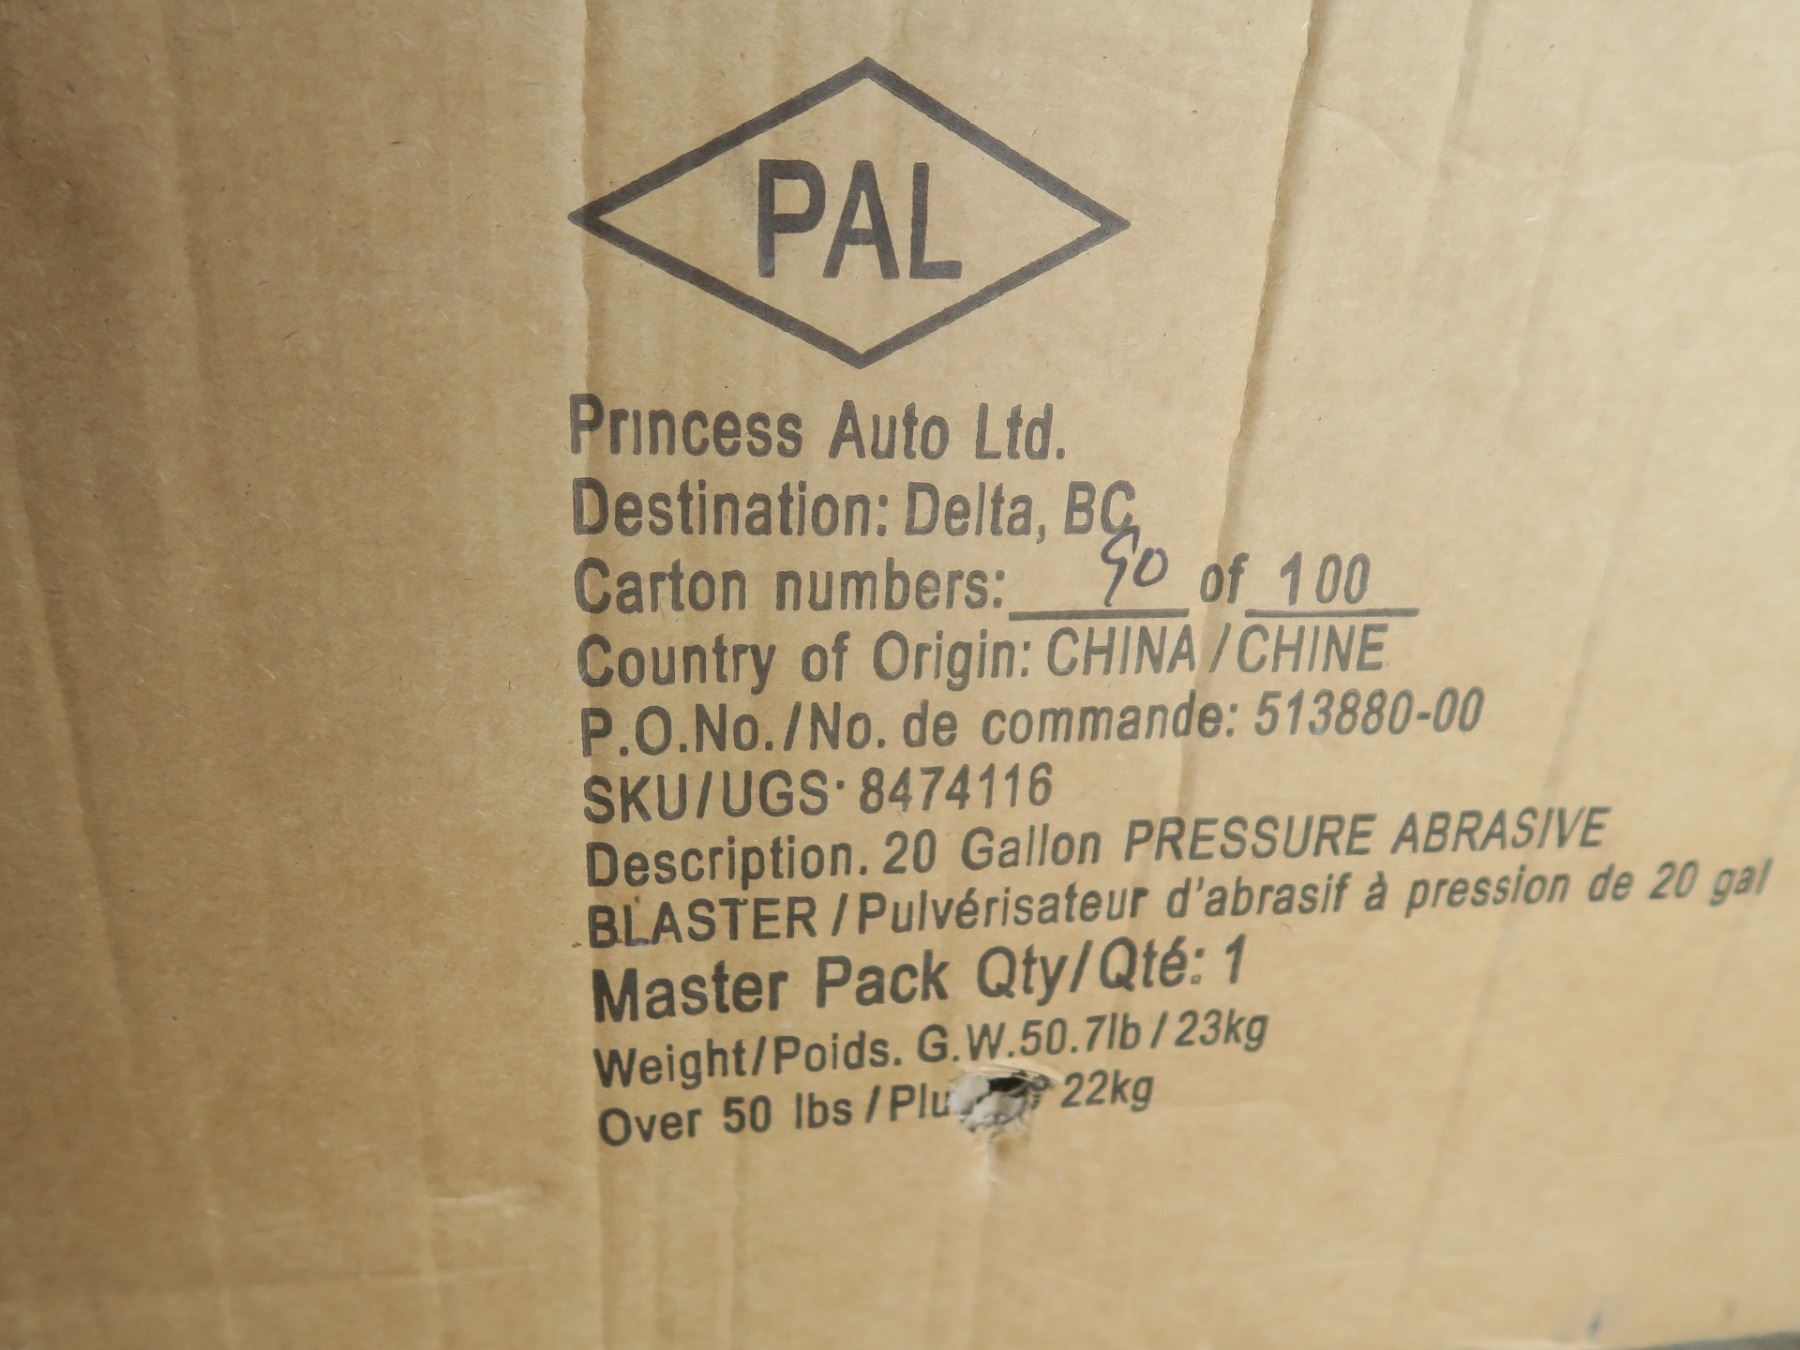 PAL
Princess Auto Ltd.
Destination: Delta, BC
Carton numbers: 90 of 100
Country of Origin: CHINA / CHINE
P.O.No./No. de commande: 513880-00
SKU/UGS: 8474116
Description. 20 Gallon PRESSURE ABRASIVE
BLASTER / Pulvérisateur d'abrasif à pression de 20 gal
Master Pack Qty/Qté: 1
Weight/Poids. G.W.50.7lb / 23kg
Over 50 lbs / 22kg